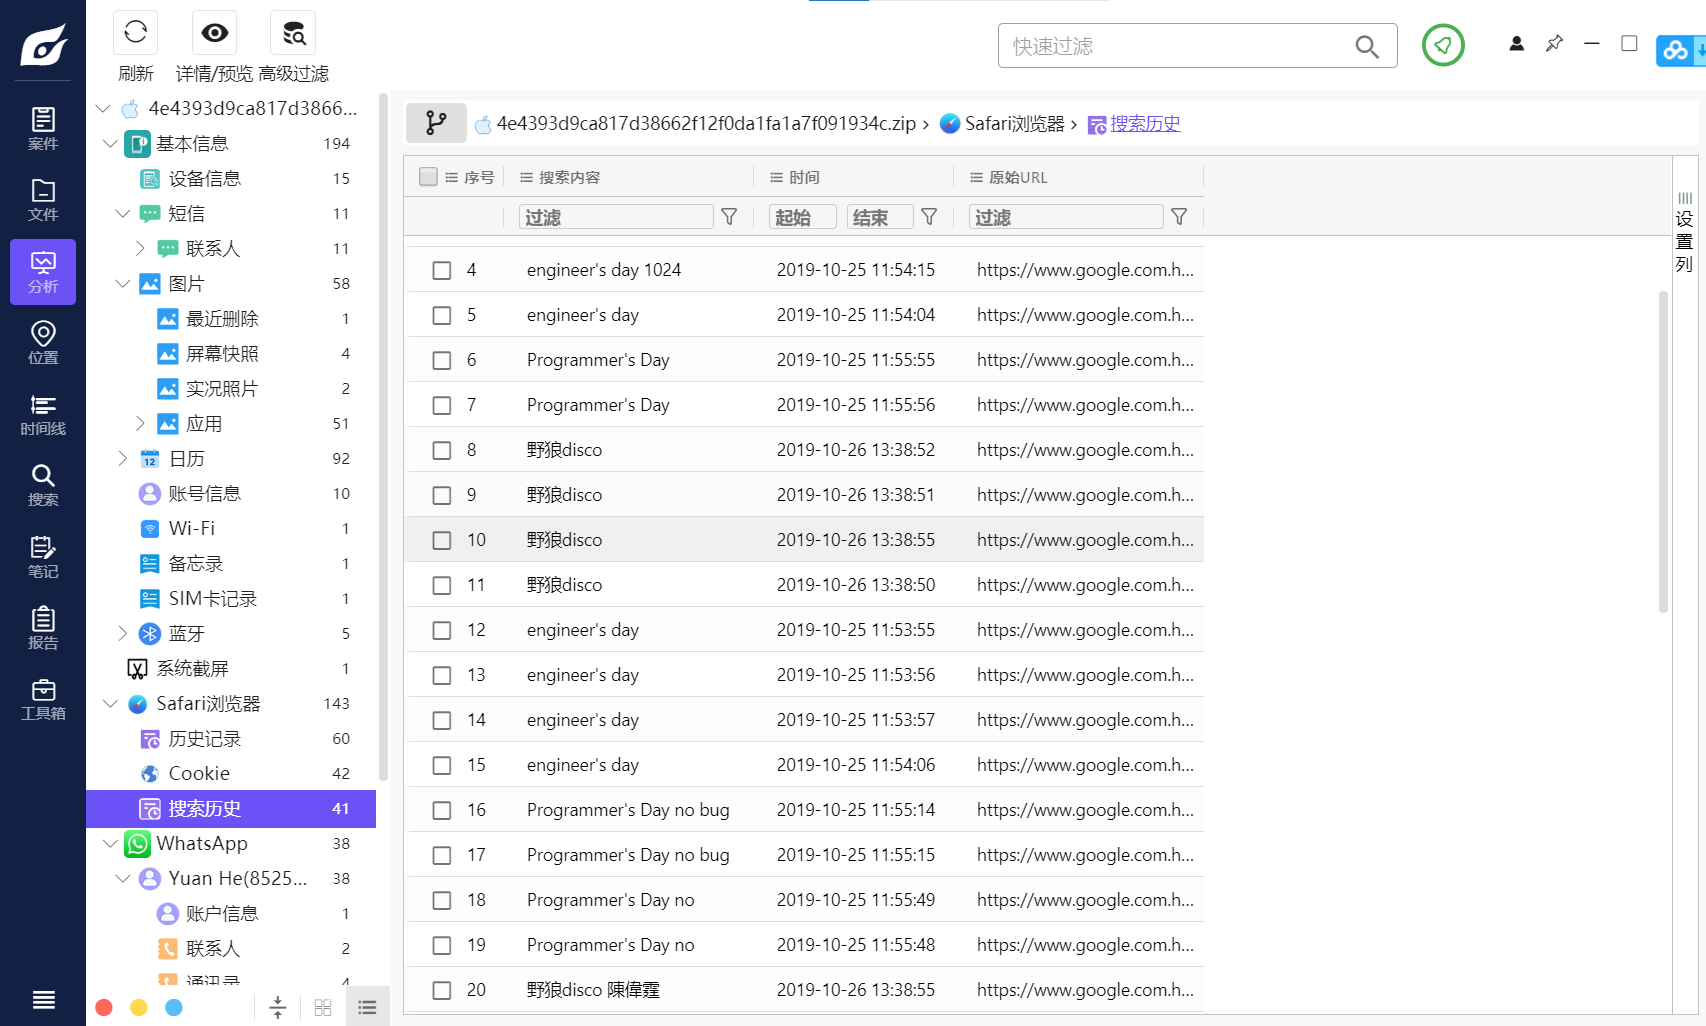 刷新
详情/预览
高级过滤
快速过滤
案件
文件
分析
位置
时间线
搜索
笔记
报告
工具箱
4e4393d9ca817d3866...
基本信息 194
设备信息 15
短信 11
联系人 11
图片 58
最近删除 1
屏幕快照 4
实况照片 2
应用 51
日历 92
账号信息 10
Wi-Fi 1
备忘录 1
SIM卡记录 1
蓝牙 5
系统截屏 1
Safari浏览器 143
历史记录 60
Cookie 42
搜索历史 41
WhatsApp 38
Yuan He(8525... 38
账户信息 1
联系人 2
通讯录 4
4e4393d9ca817d38662f12f0da1fa1a7f091934c.zip › Safari浏览器 › 搜索历史
序号 搜索内容 时间 原始URL
过滤 起始 结束 过滤
4 engineer's day 1024 2019-10-25 11:54:15 https://www.google.com.h...
5 engineer's day 2019-10-25 11:54:04 https://www.google.com.h...
6 Programmer's Day 2019-10-25 11:55:55 https://www.google.com.h...
7 Programmer's Day 2019-10-25 11:55:56 https://www.google.com.h...
8 野狼disco 2019-10-26 13:38:52 https://www.google.com.h...
9 野狼disco 2019-10-26 13:38:51 https://www.google.com.h...
10 野狼disco 2019-10-26 13:38:55 https://www.google.com.h...
11 野狼disco 2019-10-26 13:38:50 https://www.google.com.h...
12 engineer's day 2019-10-25 11:53:55 https://www.google.com.h...
13 engineer's day 2019-10-25 11:53:56 https://www.google.com.h...
14 engineer's day 2019-10-25 11:53:57 https://www.google.com.h...
15 engineer's day 2019-10-25 11:54:06 https://www.google.com.h...
16 Programmer's Day no bug 2019-10-25 11:55:14 https://www.google.com.h...
17 Programmer's Day no bug 2019-10-25 11:55:15 https://www.google.com.h...
18 Programmer's Day no 2019-10-25 11:55:49 https://www.google.com.h...
19 Programmer's Day no 2019-10-25 11:55:48 https://www.google.com.h...
20 野狼disco 陳偉霆 2019-10-26 13:38:55 https://www.google.com.h...
设置列